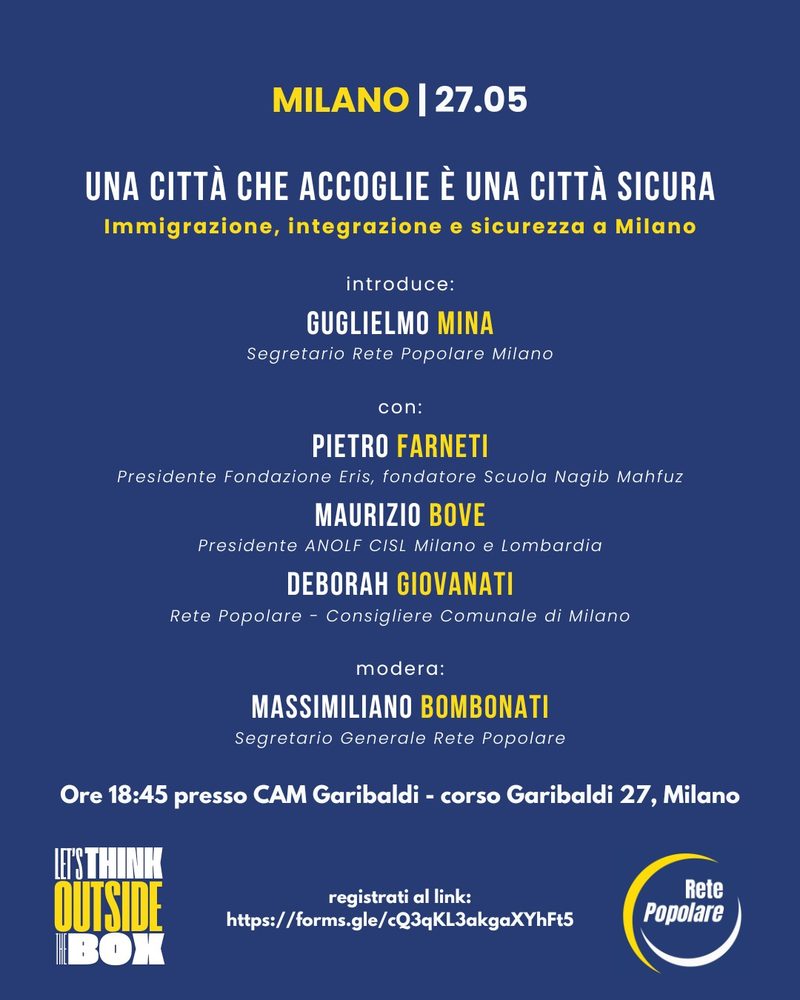 MILANO | 27.05
UNA CITTÀ CHE ACCOGLIE È UNA CITTÀ SICURA
Immigrazione, integrazione e sicurezza a Milano
introduce:
GUGLIELMO MINA
Segretario Rete Popolare Milano
con:
PIETRO FARNETI
Presidente Fondazione Eris, fondatore Scuola Nagib Mahfuz
MAURIZIO BOVE
Presidente ANOLF CISL Milano e Lombardia
DEBORAH GIOVANATI
Rete Popolare - Consigliere Comunale di Milano
modera:
MASSIMILIANO BOMBONATI
Segretario Generale Rete Popolare
Ore 18:45 presso CAM Garibaldi - corso Garibaldi 27, Milano
LET'S THINK
OUTSIDE
THE BOX
registrati al link:
https://forms.gle/cQ3qKL3akgaXYhFt5
Rete
Popolare